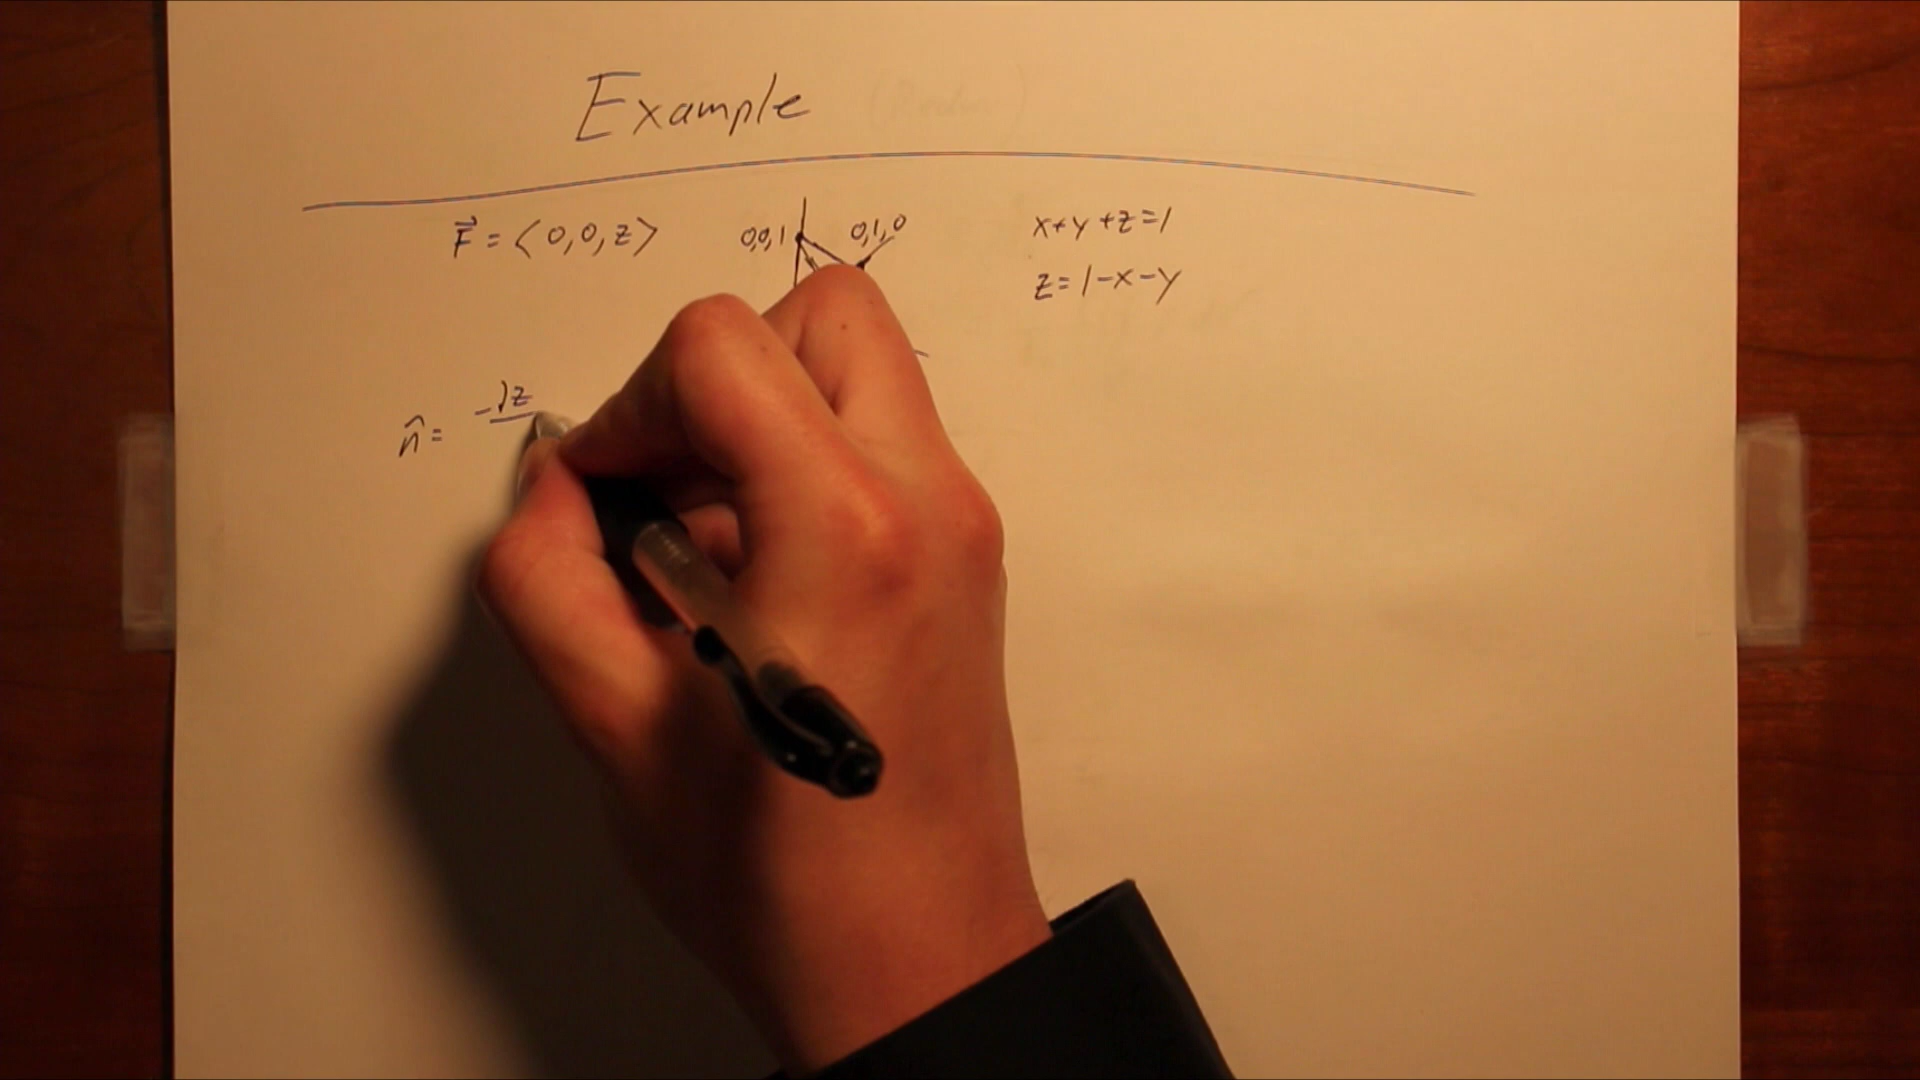 Example
F⃗ = <0,0,z>
0,0,1
0,1,0
x+y+z=1
z=1-x-y
n̂ = -∂z